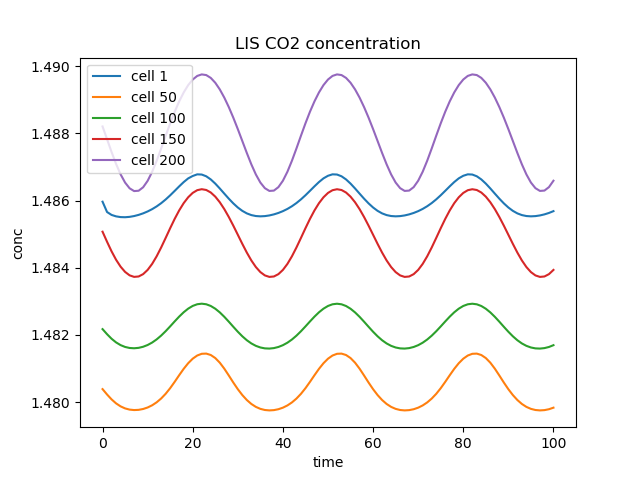 LIS CO2 concentration
1.490
1.488
1.486
1.484
1.482
1.480
conc
cell 1
cell 50
cell 100
cell 150
cell 200
0 20 40 60 80 100
time